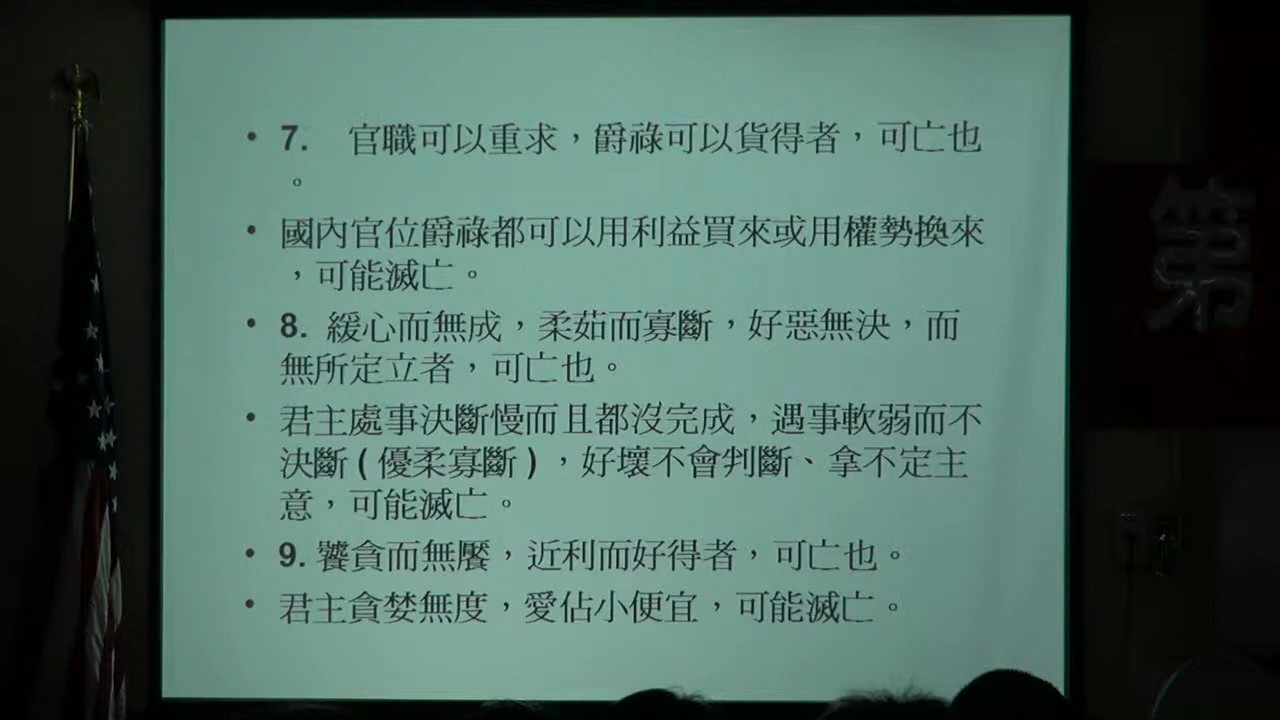 • 7. 官職可以重求，爵祿可以貨得者，可亡也
。
• 國內官位爵祿都可以用利益買來或用權勢換來
，可能滅亡。
• 8. 緩心而無成，柔茹而寡斷，好惡無決，而
無所定立者，可亡也。
• 君主處事決斷慢而且都沒完成，遇事軟弱而不
決斷(優柔寡斷)，好壞不會判斷、拿不定主
意，可能滅亡。
• 9. 饕貪而無饜，近利而好得者，可亡也。
• 君主貪婪無度，愛佔小便宜，可能滅亡。
第